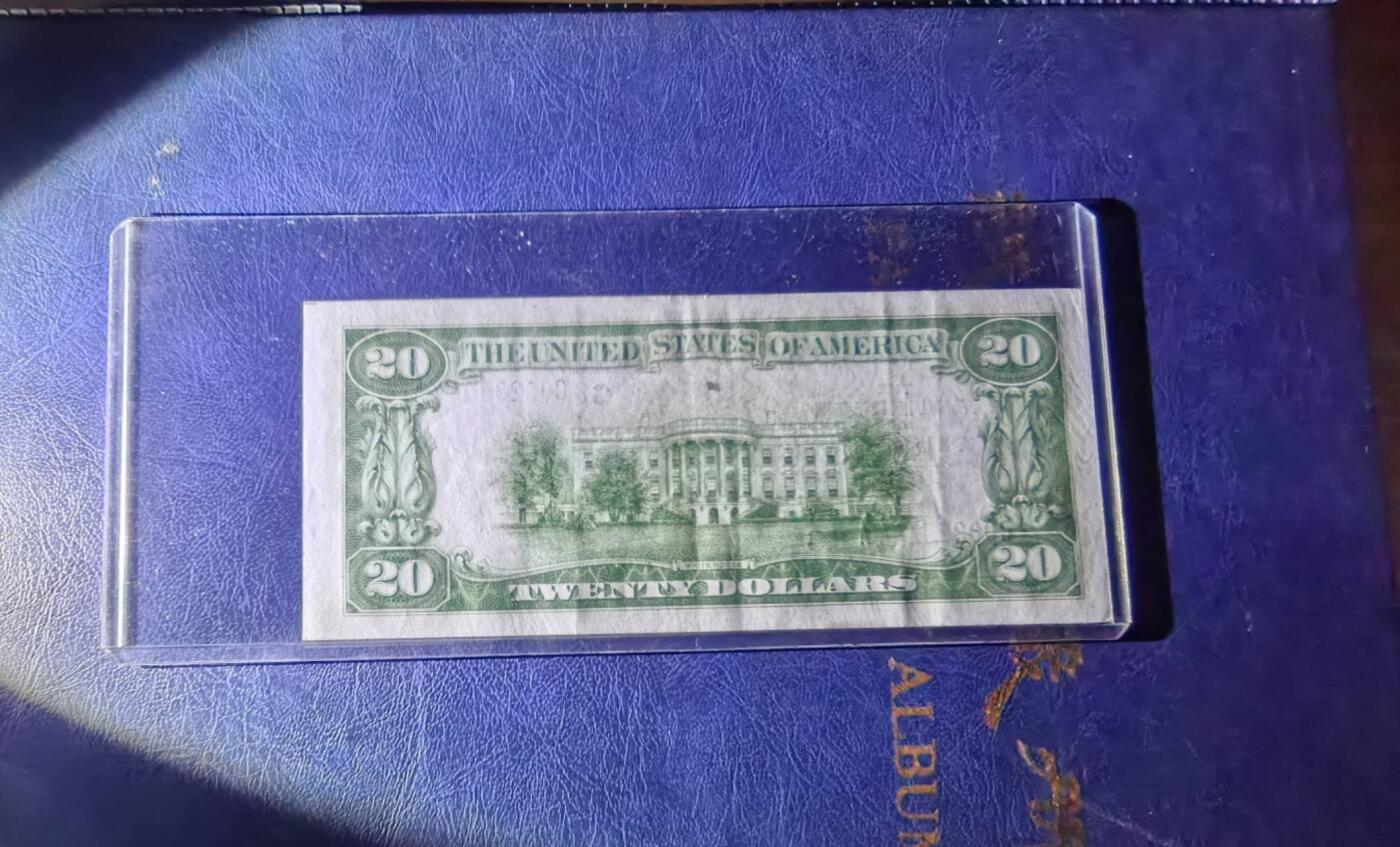 20 THE UNITED STATES OF AMERICA 20
WHITE HOUSE
20 TWENTY DOLLARS 20
ALBUM